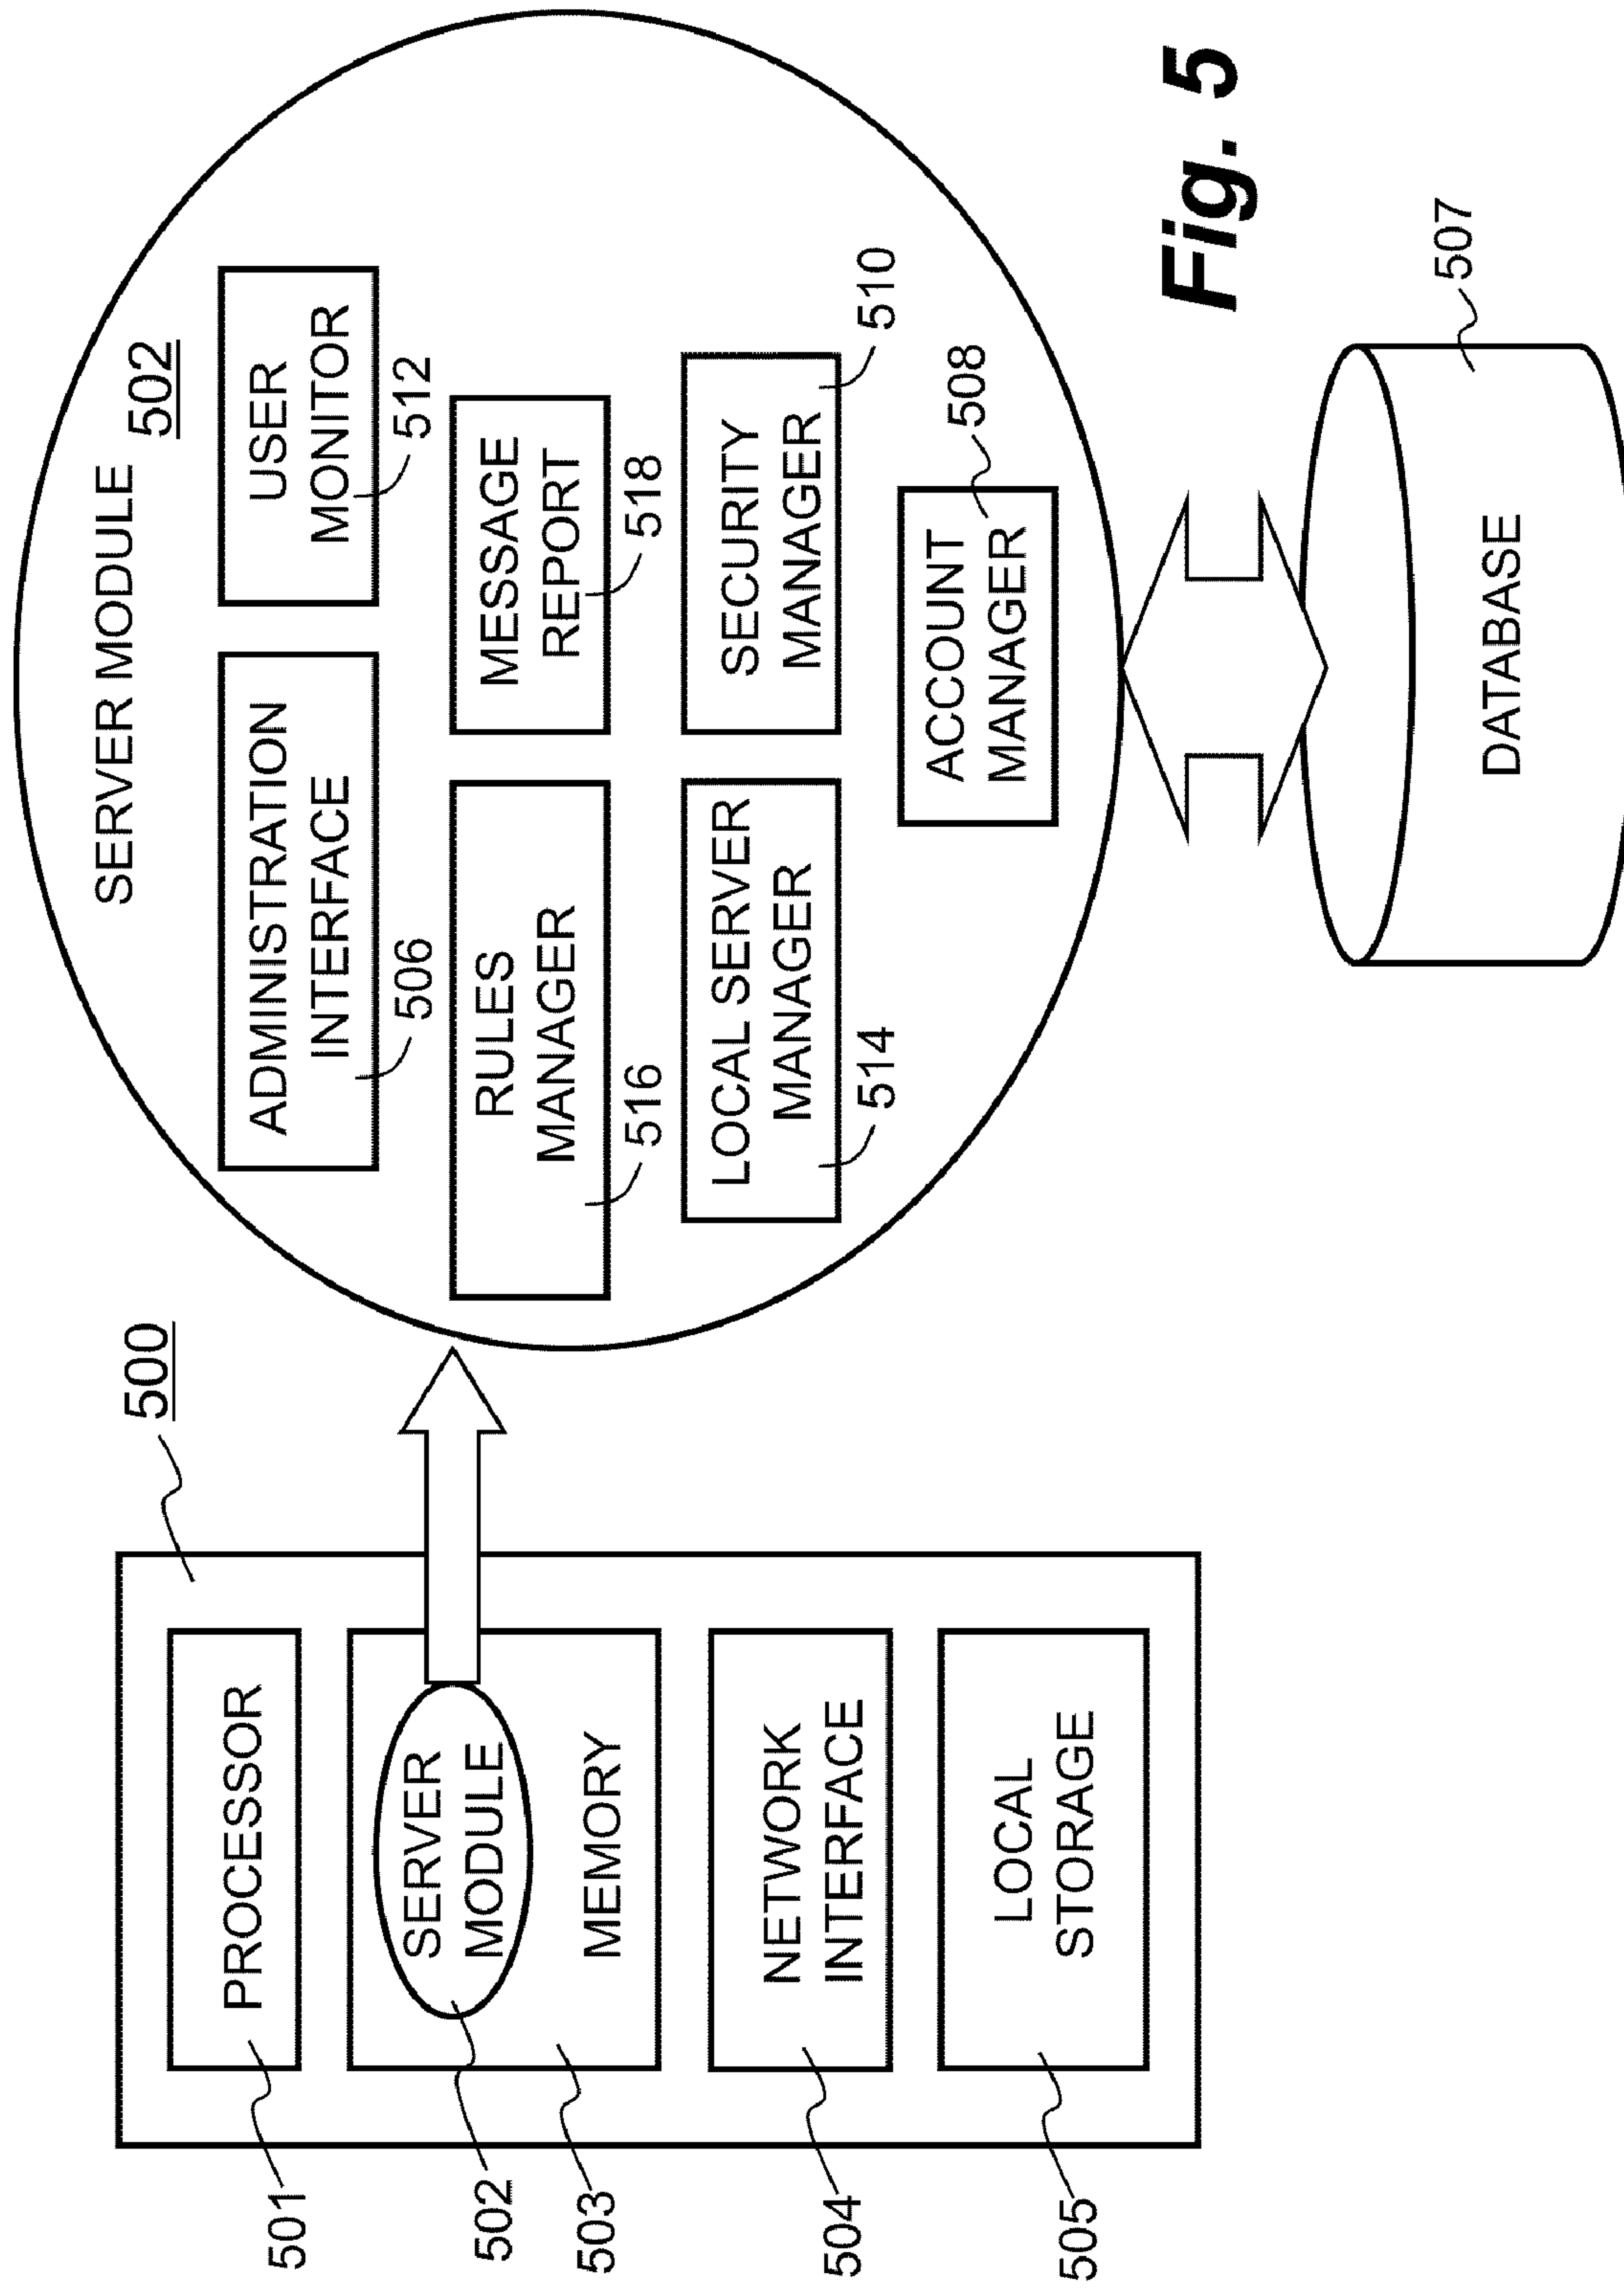 500
PROCESSOR
501
SERVER
MODULE
502
MEMORY
503
NETWORK
INTERFACE
504
LOCAL
STORAGE
505
SERVER MODULE
502
ADMINISTRATION
INTERFACE
506
USER
MONITOR
512
RULES
MANAGER
516
MESSAGE
REPORT
518
LOCAL SERVER
MANAGER
514
SECURITY
MANAGER
510
ACCOUNT
MANAGER
508
DATABASE
507
Fig. 5